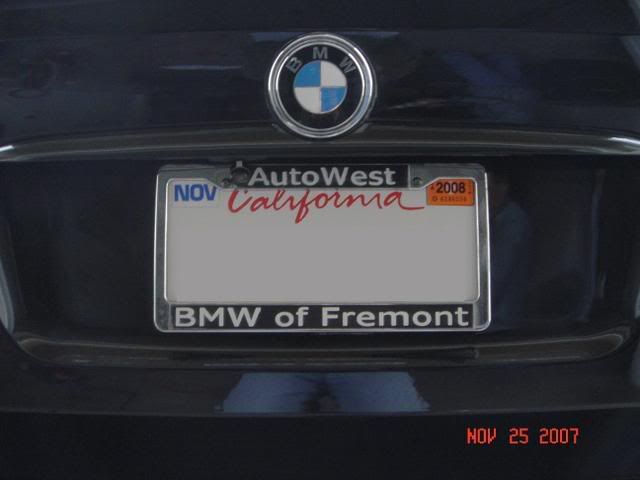 BMW
AutoWest
NOV
2008
California
BMW of Fremont
NOV 25 2007